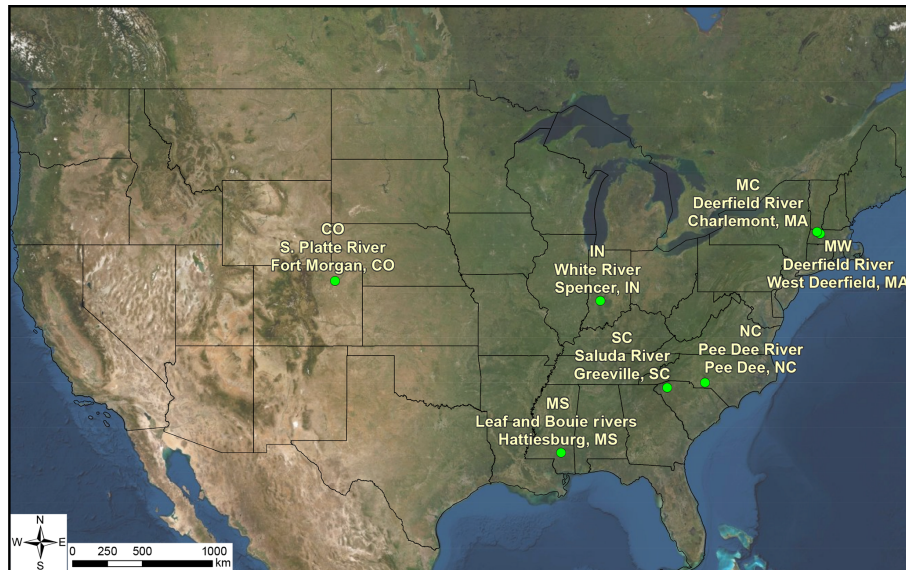 MC
Deerfield River
Charlemont, MA
CO
S. Platte River
Fort Morgan, CO
MW
Deerfield River
West Deerfield, MA
IN
White River
Spencer, IN
SC
Saluda River
Greeville, SC
NC
Pee Dee River
Pee Dee, NC
MS
Leaf and Bouie rivers
Hattiesburg, MS
N
W E
S
0 250 500 1000
km